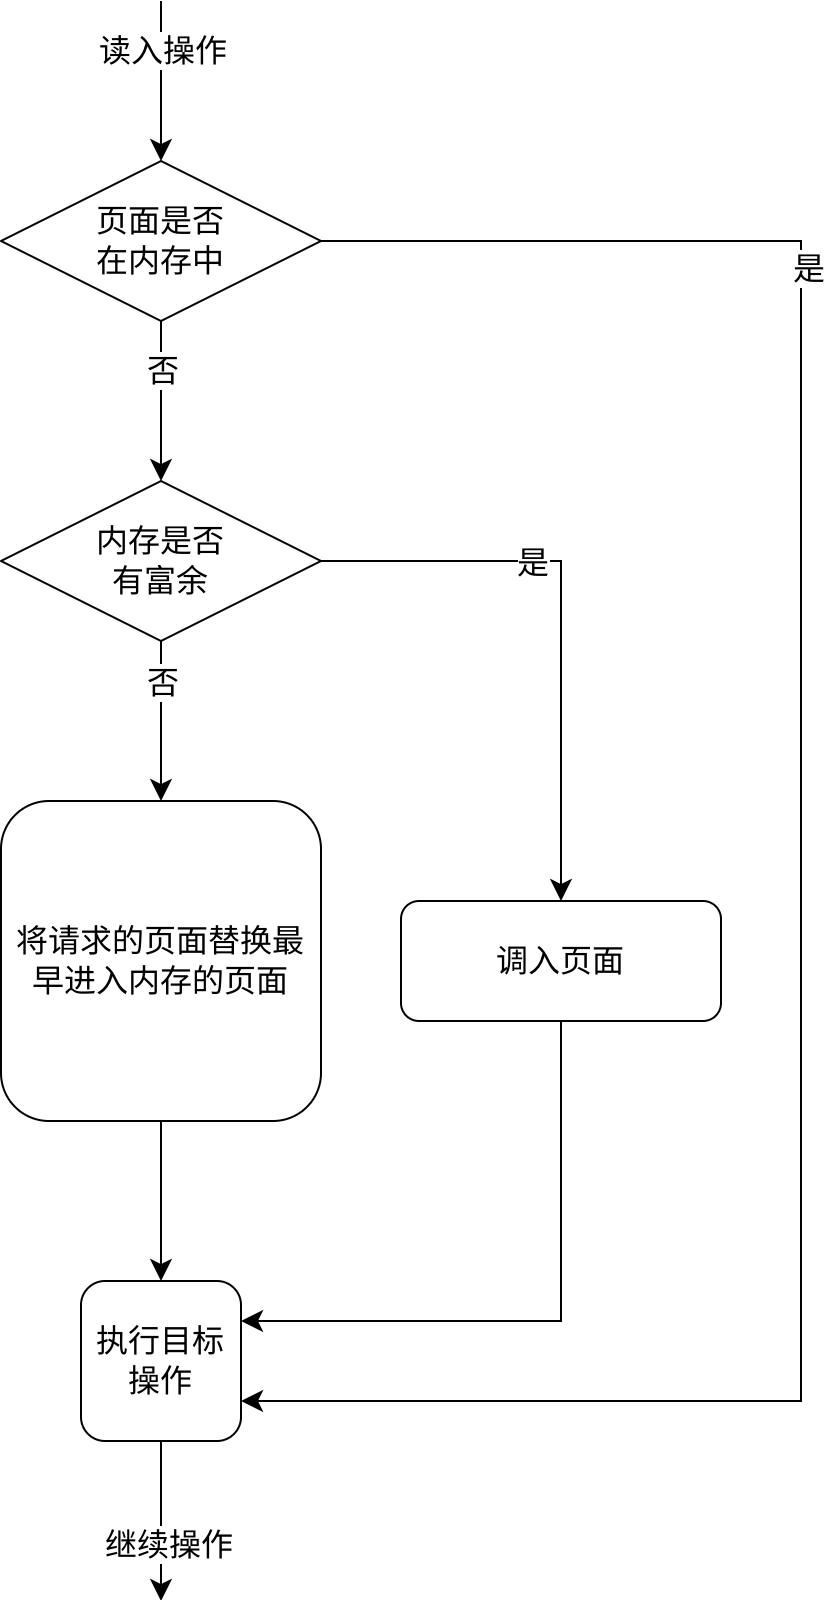 读入操作
页面是否
在内存中
是
否
内存是否
有富余
是
否
将请求的页面替换最
早进入内存的页面
调入页面
执行目标
操作
继续操作